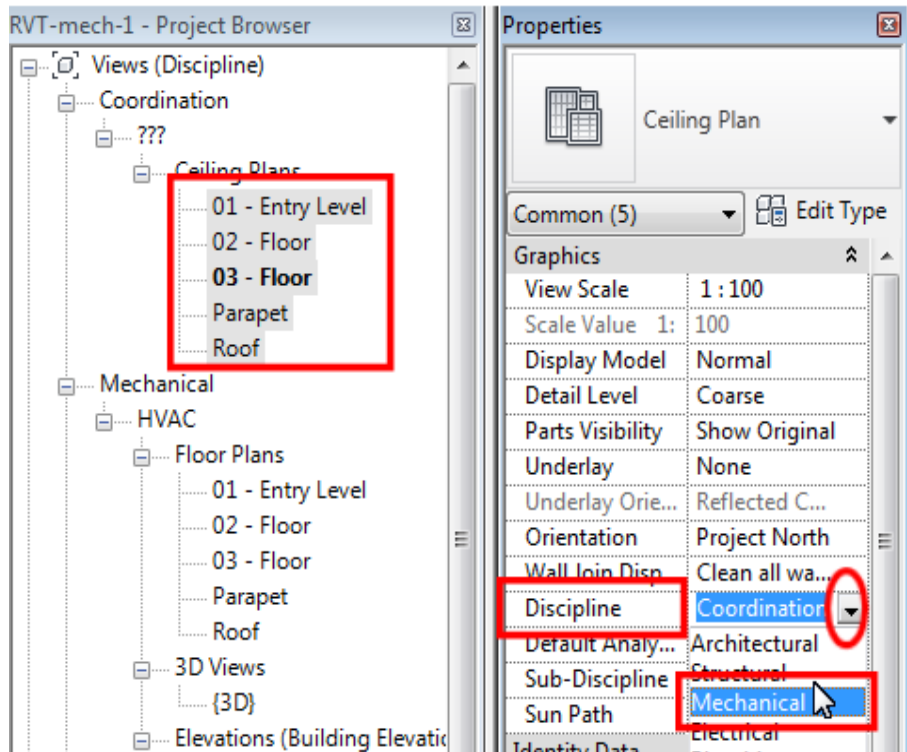 RVT-mech-1 - Project Browser
Views (Discipline)
Coordination
???
Ceiling Plans
01 - Entry Level
02 - Floor
03 - Floor
Parapet
Roof
Mechanical
HVAC
Floor Plans
01 - Entry Level
02 - Floor
03 - Floor
Parapet
Roof
3D Views
{3D}
Elevations (Building Elevatio
Properties
Ceiling Plan
Common (5)
Edit Type
Graphics
View Scale 1 : 100
Scale Value 1: 100
Display Model Normal
Detail Level Coarse
Parts Visibility Show Original
Underlay None
Underlay Orie... Reflected C...
Orientation Project North
Wall Join Disp Clean all wa...
Discipline Coordination
Default Analy... Architectural
Structural
Sub-Discipline Mechanical
Sun Path Electrical
Identity Data